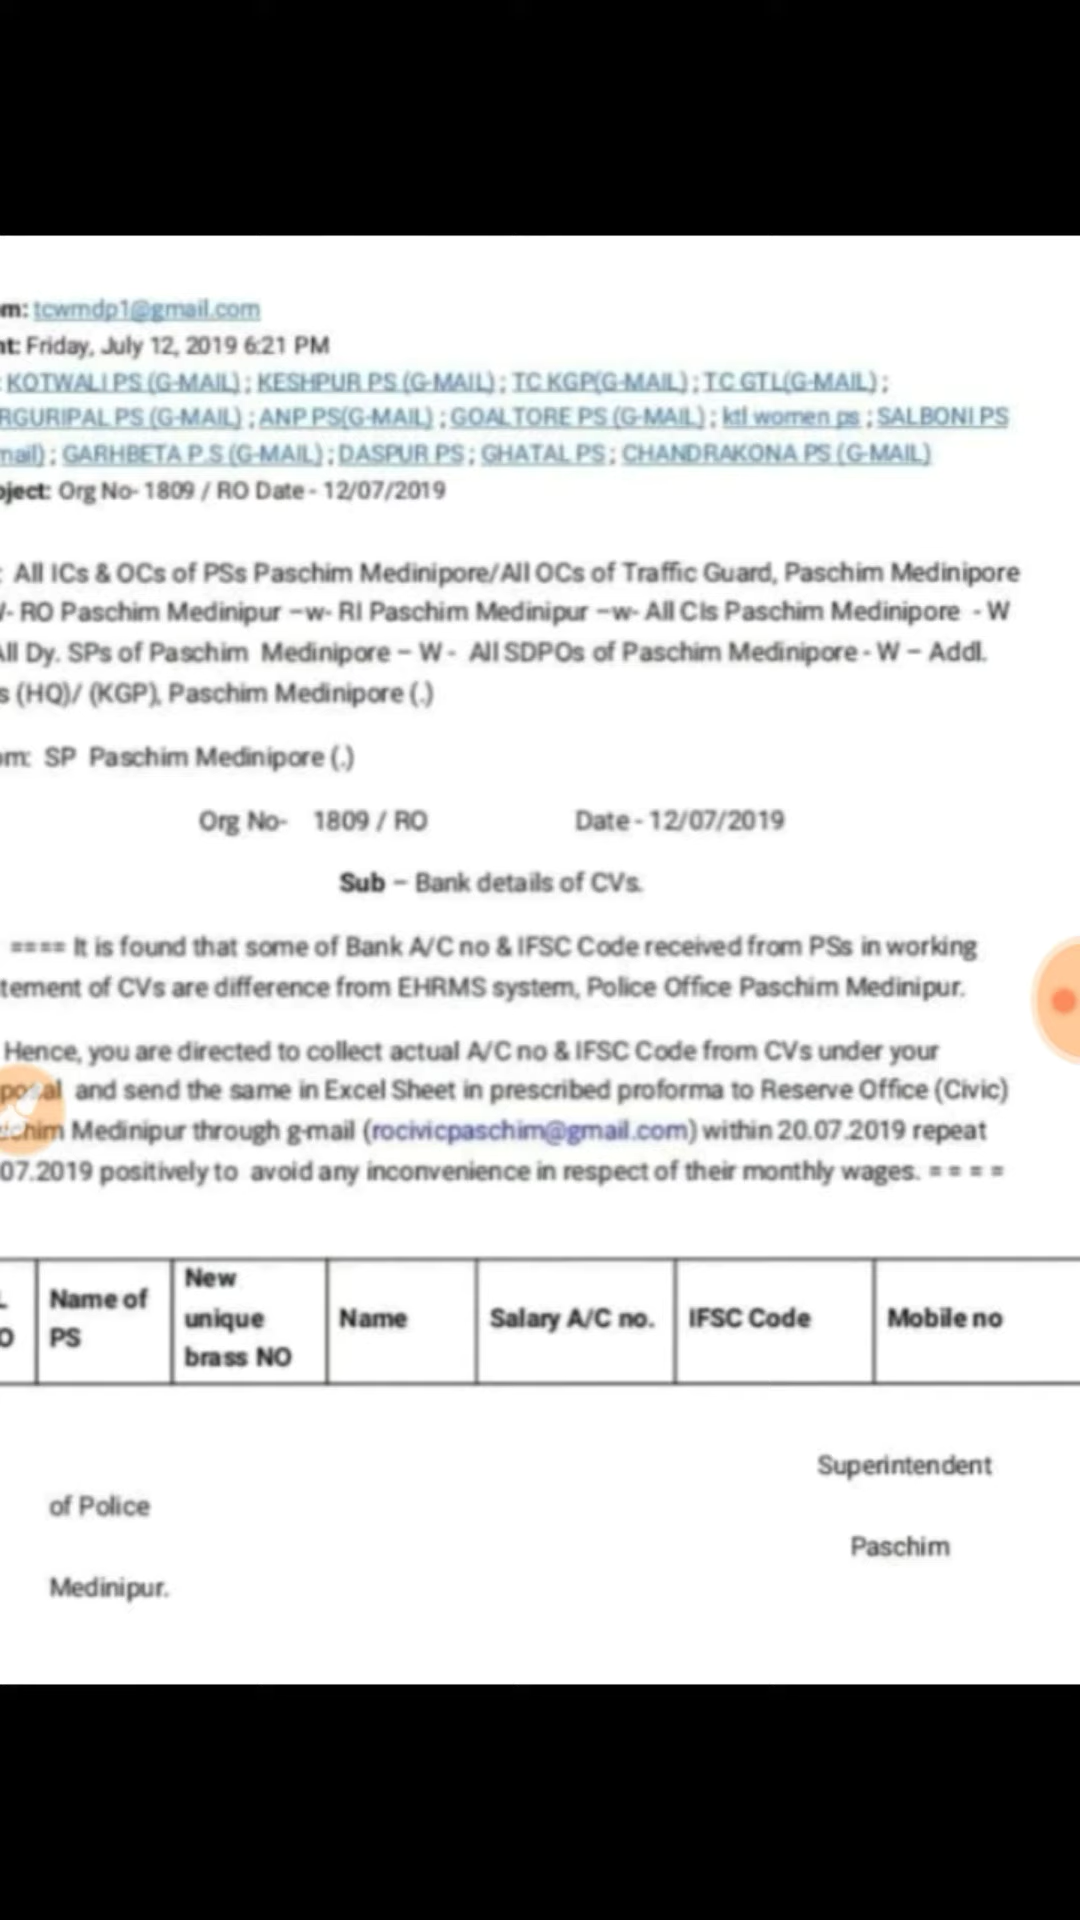 m: tcwmdp1@gmail.com
nt: Friday, July 12, 2019 6:21 PM
: KOTWALI PS (G-MAIL) ; KESHPUR PS (G-MAIL) ; TC KGP(G-MAIL) ; TC GTL(G-MAIL) ;
RGURIPAL PS (G-MAIL) ; ANP PS(G-MAIL) ; GOALTORE PS (G-MAIL) ; ktl women ps ; SALBONI PS
mail) ; GARHBETA P.S (G-MAIL) ; DASPUR PS ; GHATAL PS ; CHANDRAKONA PS (G-MAIL)
bject: Org No- 1809 / RO Date - 12/07/2019
: All ICs & OCs of PSs Paschim Medinipore/All OCs of Traffic Guard, Paschim Medinipore
- RO Paschim Medinipur –w- RI Paschim Medinipur –w- All CIs Paschim Medinipore - W
All Dy. SPs of Paschim Medinipore – W - All SDPOs of Paschim Medinipore - W – Addl.
s (HQ)/ (KGP), Paschim Medinipore (.)
om: SP Paschim Medinipore (.)
Org No- 1809 / RO Date - 12/07/2019
Sub – Bank details of CVs.
==== It is found that some of Bank A/C no & IFSC Code received from PSs in working
tement of CVs are difference from EHRMS system, Police Office Paschim Medinipur.
Hence, you are directed to collect actual A/C no & IFSC Code from CVs under your
posal and send the same in Excel Sheet in prescribed proforma to Reserve Office (Civic)
chim Medinipur through g-mail (rocivicpaschim@gmail.com) within 20.07.2019 repeat
07.2019 positively to avoid any inconvenience in respect of their monthly wages. = = = =
Name of PS
New unique brass NO
Name
Salary A/C no.
IFSC Code
Mobile no
Superintendent
of Police
Paschim
Medinipur.